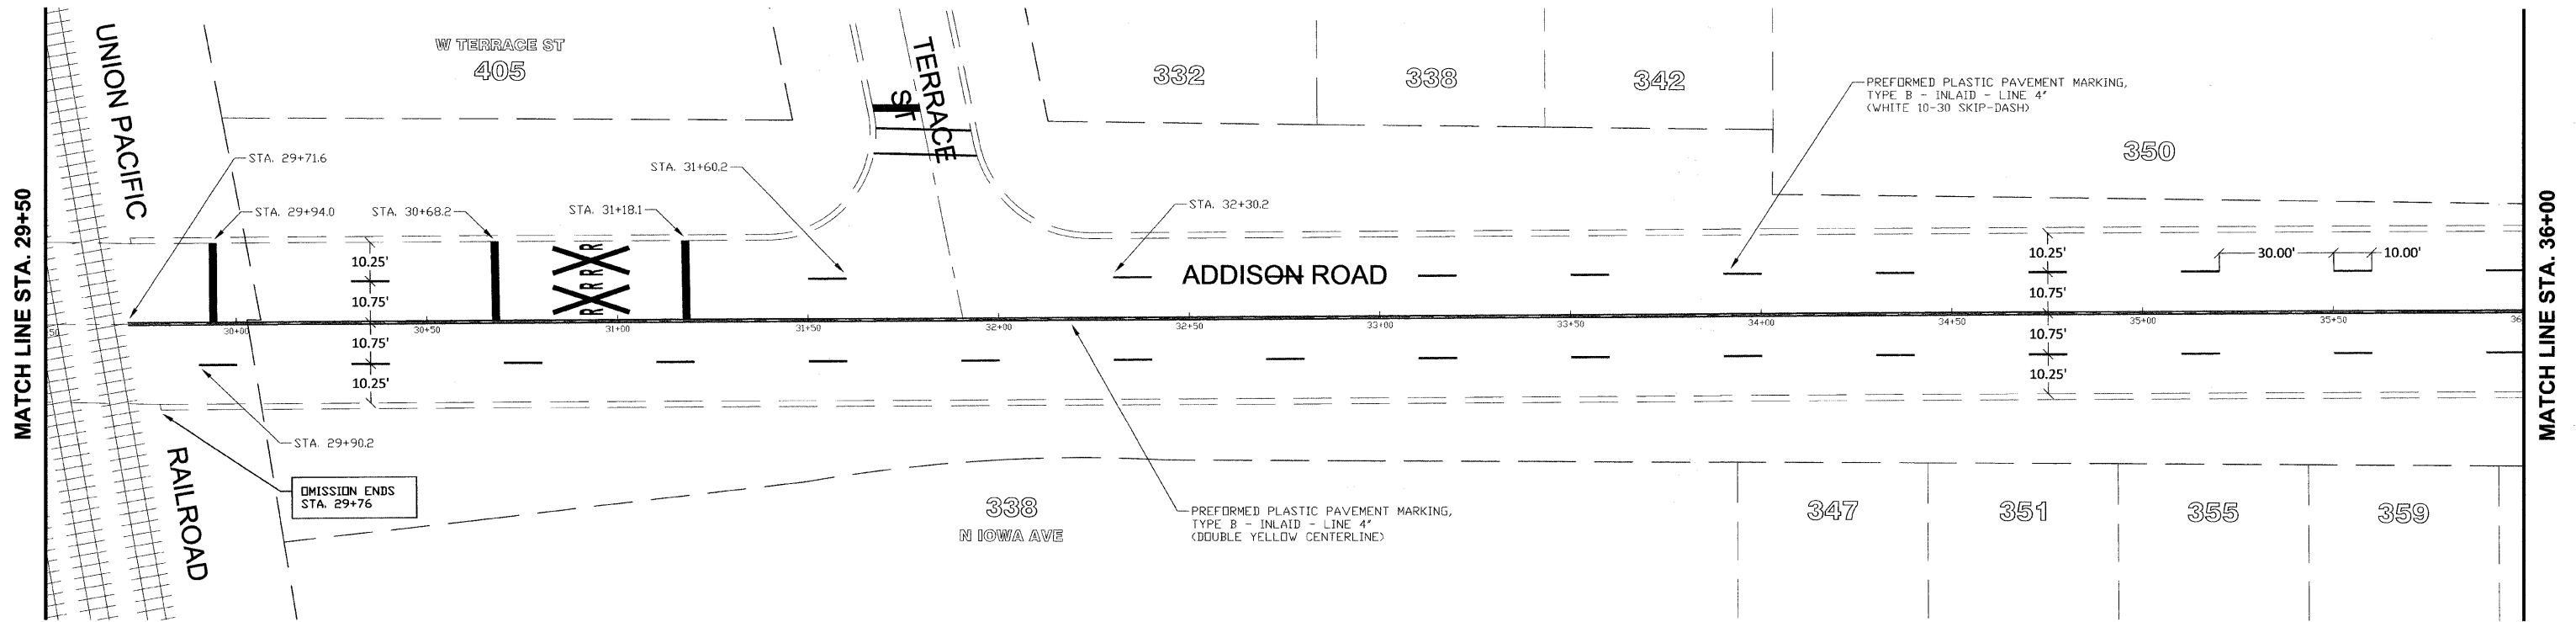 MATCH LINE STA. 29+50
UNION PACIFIC
RAILROAD
W TERRACE ST
405
TERRACE
ST
332
338
342
PREFORMED PLASTIC PAVEMENT MARKING,
TYPE B - INLAID - LINE 4"
(WHITE 10-30 SKIP-DASH)
350
STA. 29+71.6
STA. 31+60.2
STA. 29+94.0
STA. 30+68.2
STA. 31+18.1
STA. 32+30.2
R R
R R
10.25'
10.75'
10.75'
10.25'
ADDISON ROAD
10.25'
10.75'
10.75'
10.25'
30.00'
10.00'
50
30+00
30+50
31+00
31+50
32+00
32+50
33+00
33+50
34+00
34+50
35+00
35+50
36
STA. 29+90.2
OMISSION ENDS
STA. 29+76
338
N IOWA AVE
PREFORMED PLASTIC PAVEMENT MARKING,
TYPE B - INLAID - LINE 4"
(DOUBLE YELLOW CENTERLINE)
347
351
355
359
MATCH LINE STA. 36+00